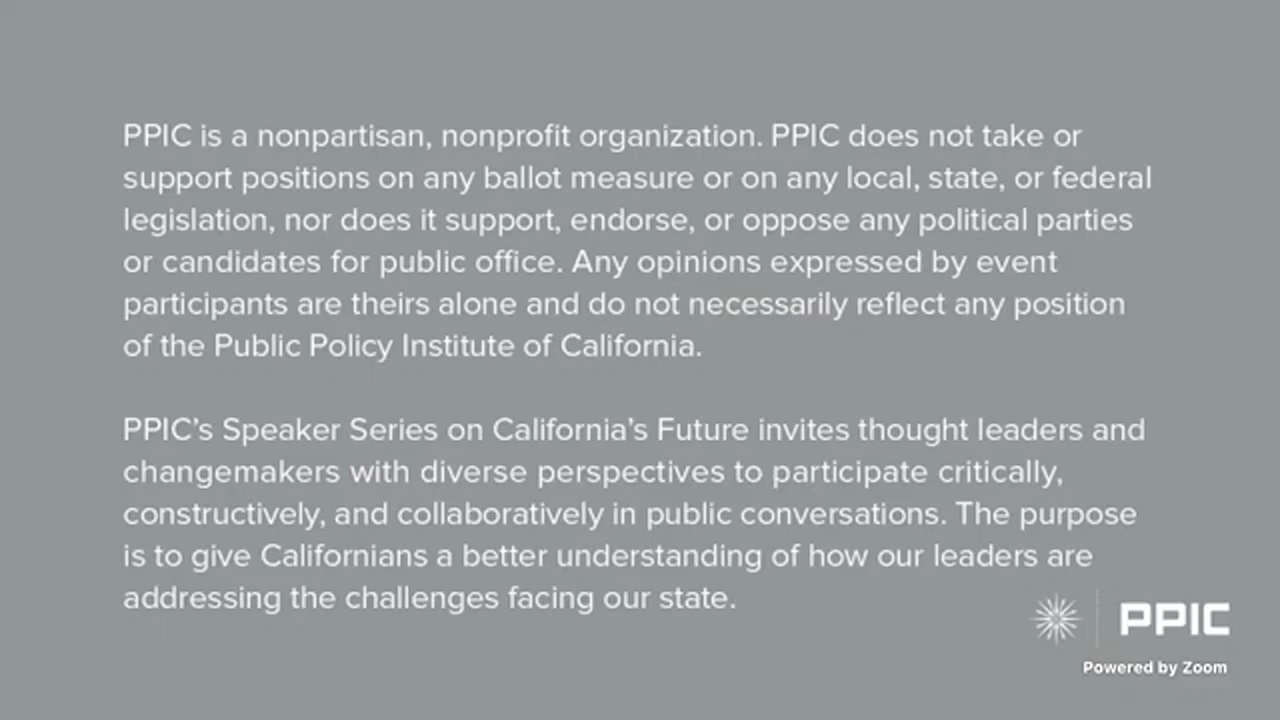 PPIC is a nonpartisan, nonprofit organization. PPIC does not take or
support positions on any ballot measure or on any local, state, or federal
legislation, nor does it support, endorse, or oppose any political parties
or candidates for public office. Any opinions expressed by event
participants are theirs alone and do not necessarily reflect any position
of the Public Policy Institute of California.
PPIC’s Speaker Series on California’s Future invites thought leaders and
changemakers with diverse perspectives to participate critically,
constructively, and collaboratively in public conversations. The purpose
is to give Californians a better understanding of how our leaders are
addressing the challenges facing our state.
PPIC
Powered by Zoom